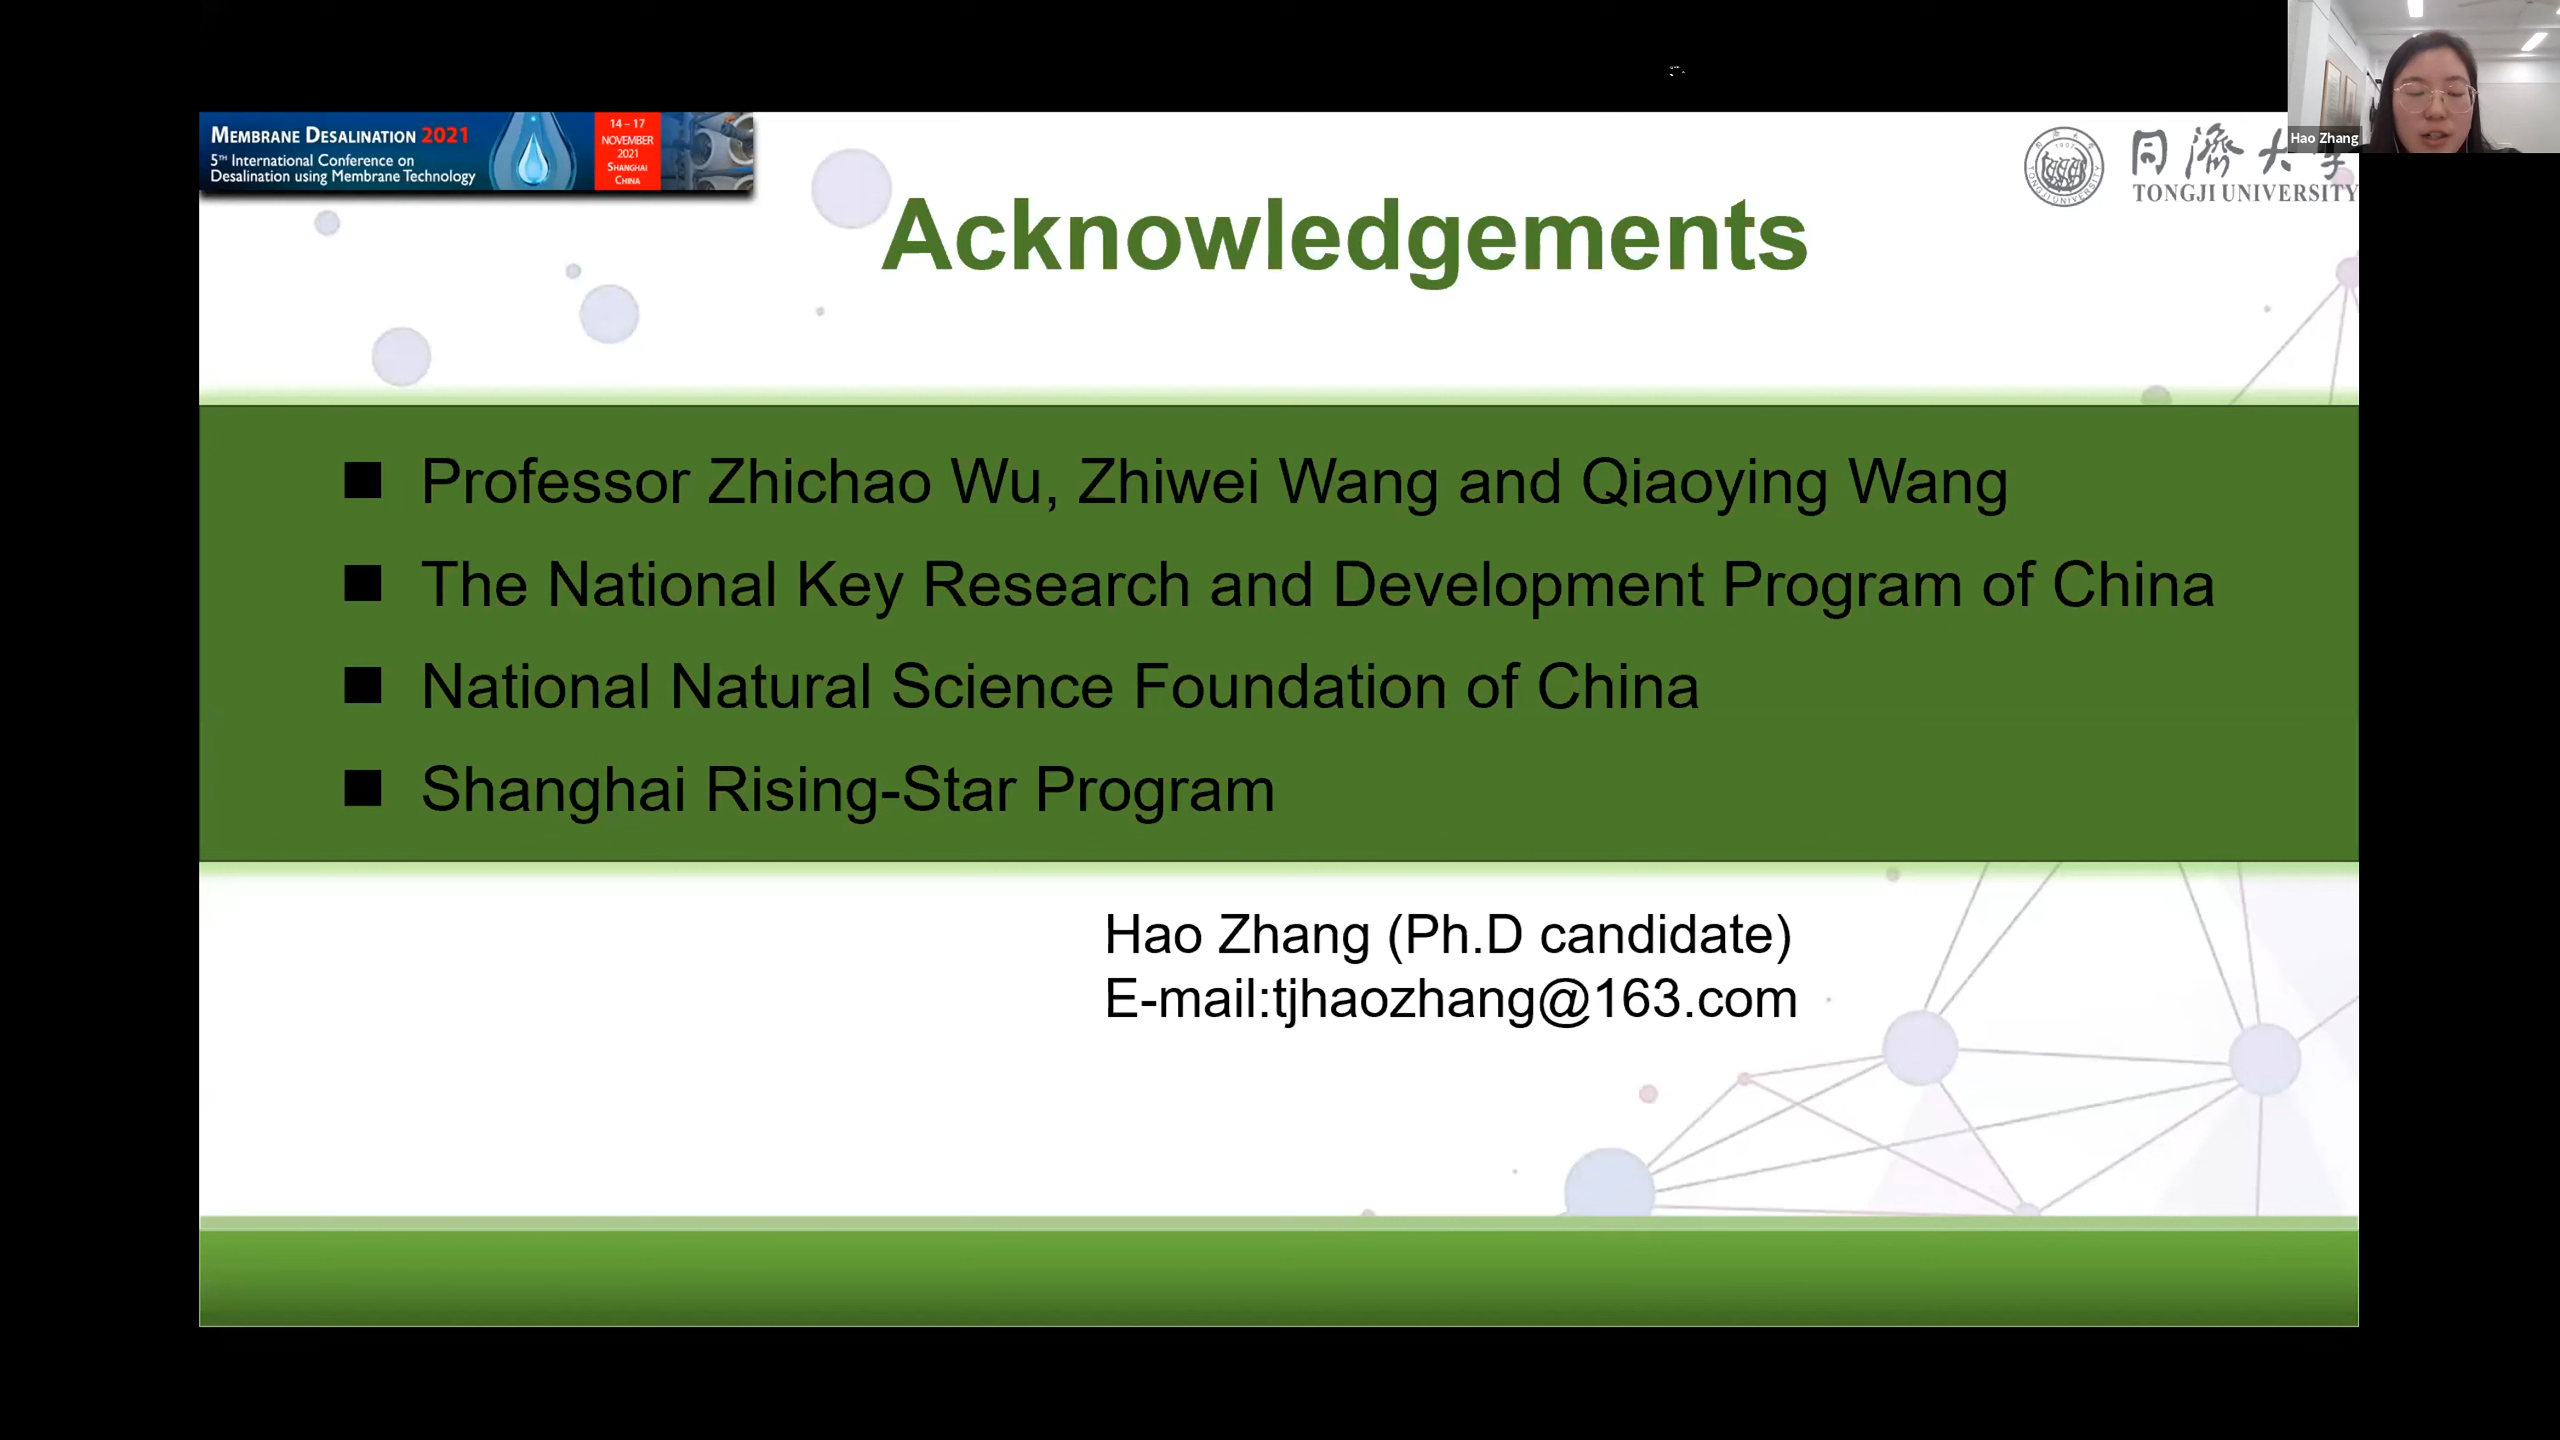 MEMBRANE DESALINATION 2021
5TH International Conference on
Desalination using Membrane Technology
14 – 17
NOVEMBER
2021
SHANGHAI
CHINA
Hao Zhang
同濟大学
TONGJI UNIVERSITY
Acknowledgements
Professor Zhichao Wu, Zhiwei Wang and Qiaoying Wang
The National Key Research and Development Program of China
National Natural Science Foundation of China
Shanghai Rising-Star Program
Hao Zhang (Ph.D candidate)
E-mail:tjhaozhang@163.com